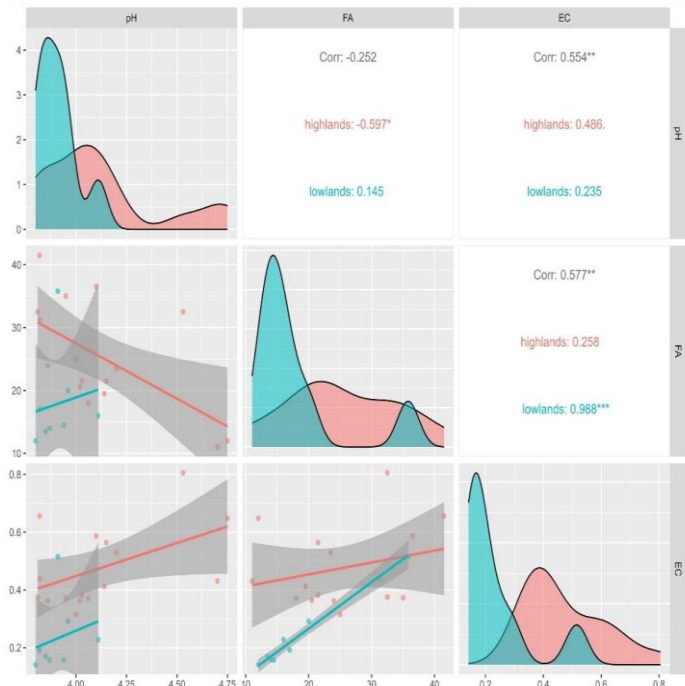 pH FA EC
4
3
2
1
0
Corr: -0.252
highlands: -0.597*
lowlands: 0.145
Corr: 0.554**
highlands: 0.486.
lowlands: 0.235
pH
40
30
20
10
Corr: 0.577**
highlands: 0.258
lowlands: 0.988***
FA
0.8
0.6
0.4
0.2
EC
4.00 4.25 4.50 4.75 10 20 30 40 0.2 0.4 0.6 0.8